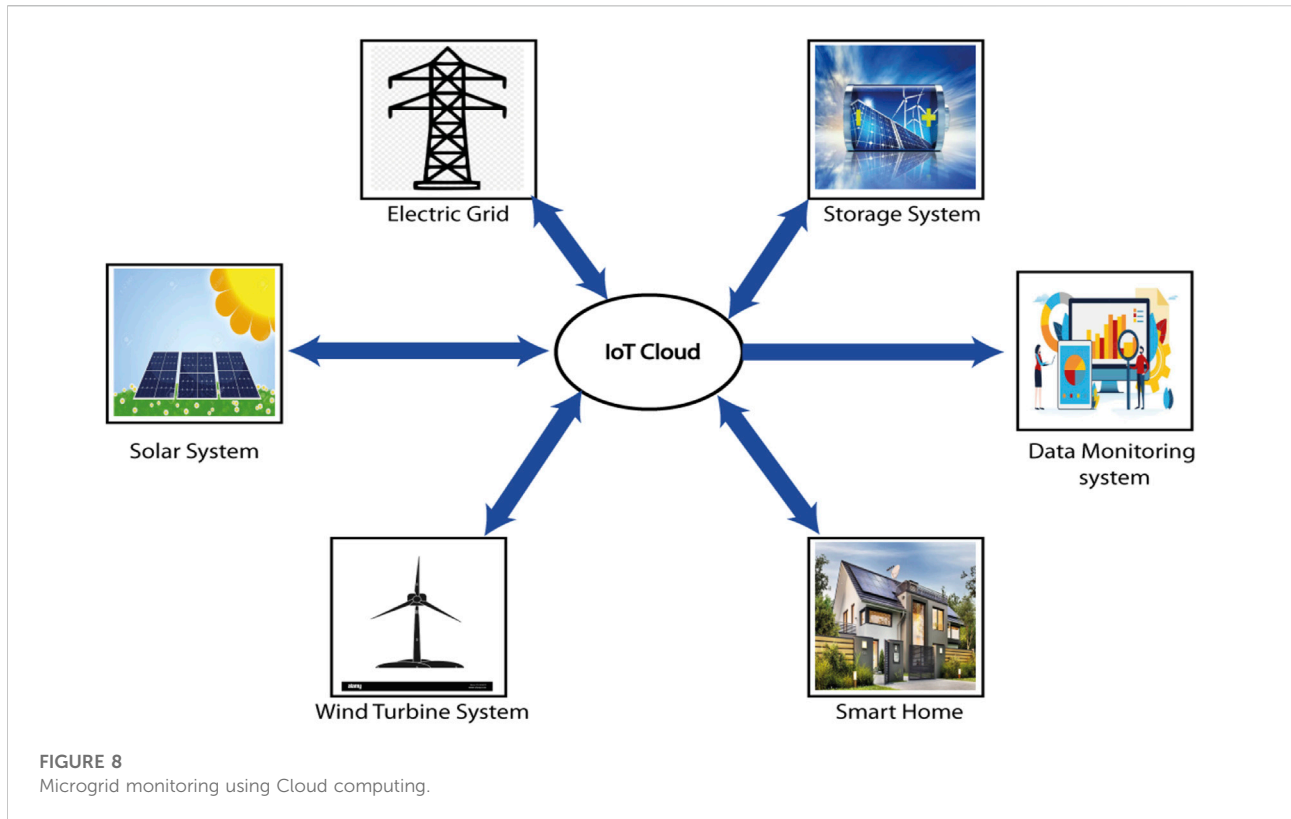 Electric Grid
Storage System
IoT Cloud
Solar System
Data Monitoring
system
Wind Turbine System
Smart Home
FIGURE 8
Microgrid monitoring using Cloud computing.